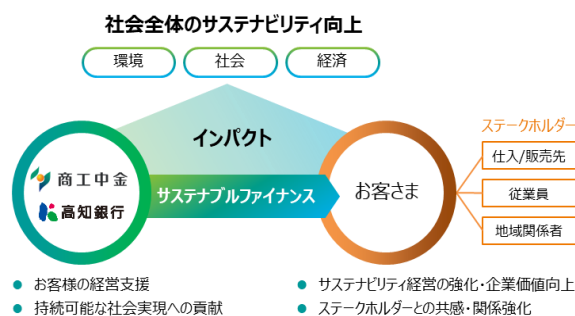 社会全体のサステナビリティ向上
環境
社会
経済
インパクト
商工中金
高知銀行
サステナブルファイナンス
お客さま
ステークホルダー
仕入/販売先
従業員
地域関係者
● お客様の経営支援
● 持続可能な社会実現への貢献
● サステナビリティ経営の強化・企業価値向上
● ステークホルダーとの共感・関係強化